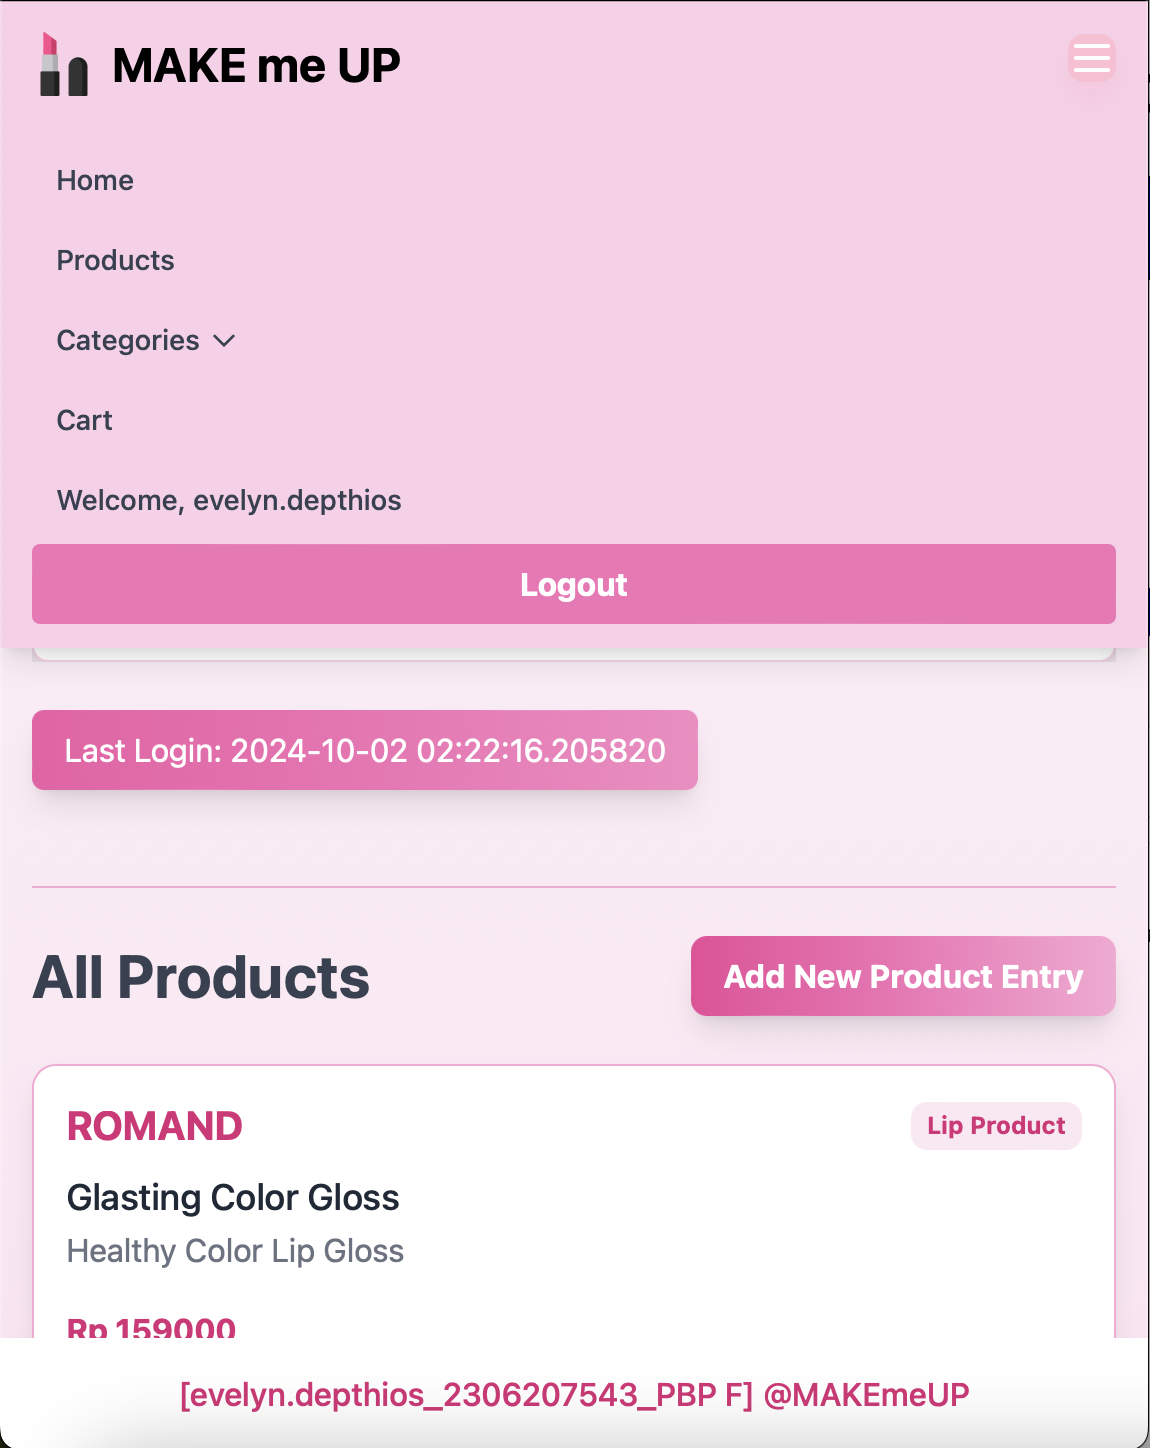 MAKE me UP
Home
Products
Categories
Cart
Welcome, evelyn.depthios
Logout
Last Login: 2024-10-02 02:22:16.205820
All Products
Add New Product Entry
ROMAND
Lip Product
Glasting Color Gloss
Healthy Color Lip Gloss
Rp 159000
[evelyn.depthios_2306207543_PBP F] @MAKEmeUP